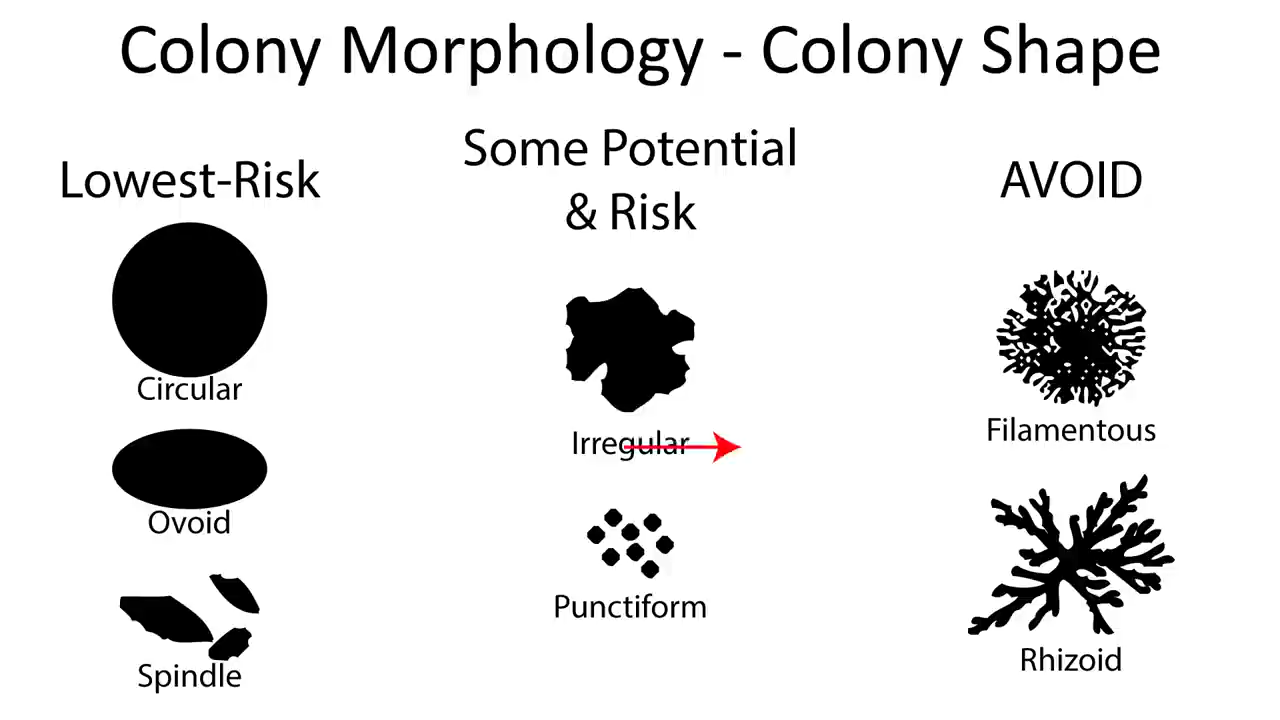 Colony Morphology - Colony Shape
Lowest-Risk
Circular
Ovoid
Spindle
Some Potential
& Risk
Irregular
Punctiform
AVOID
Filamentous
Rhizoid